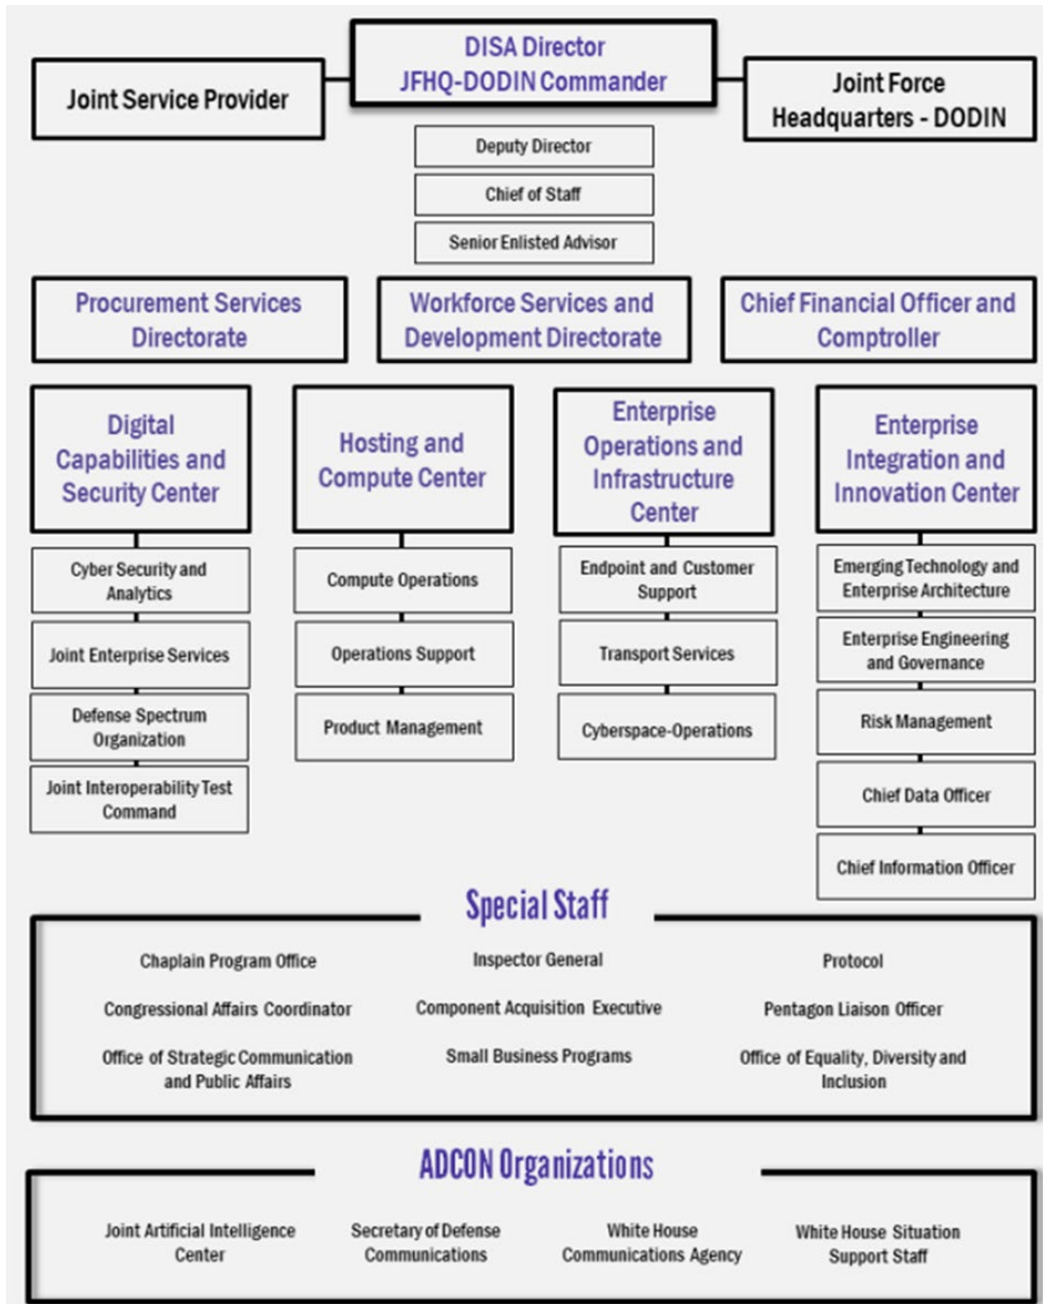 DISA Director
JFHQ-DODIN Commander
Joint Service Provider
Joint Force
Headquarters - DODIN
Deputy Director
Chief of Staff
Senior Enlisted Advisor
Procurement Services
Directorate
Workforce Services and
Development Directorate
Chief Financial Officer and
Comptroller
Digital
Capabilities and
Security Center
Cyber Security and
Analytics
Joint Enterprise Services
Defense Spectrum
Organization
Joint Interoperability Test
Command
Hosting and
Compute Center
Compute Operations
Operations Support
Product Management
Enterprise
Operations and
Infrastructure
Center
Endpoint and Customer
Support
Transport Services
Cyberspace-Operations
Enterprise
Integration and
Innovation Center
Emerging Technology and
Enterprise Architecture
Enterprise Engineering
and Governance
Risk Management
Chief Data Officer
Chief Information Officer
Special Staff
Chaplain Program Office
Inspector General
Protocol
Congressional Affairs Coordinator
Component Acquisition Executive
Pentagon Liaison Officer
Office of Strategic Communication
and Public Affairs
Small Business Programs
Office of Equality, Diversity and
Inclusion
ADCON Organizations
Joint Artificial Intelligence
Center
Secretary of Defense
Communications
White House
Communications Agency
White House Situation
Support Staff